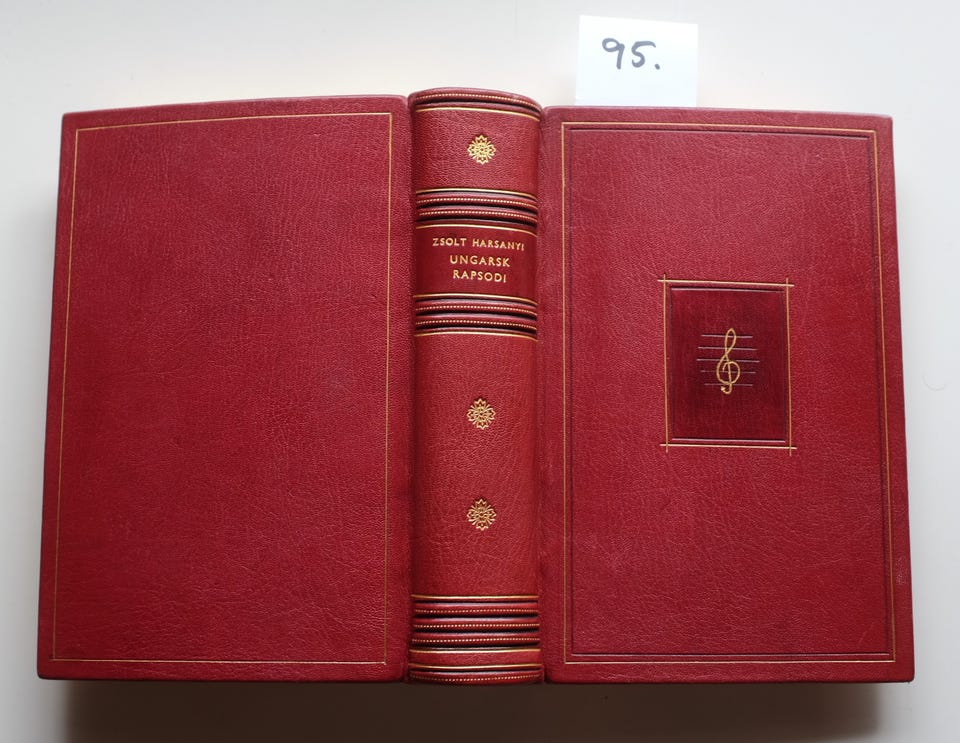 95.
ZSOLT HARSANYI
UNGARSK
RAPSODI